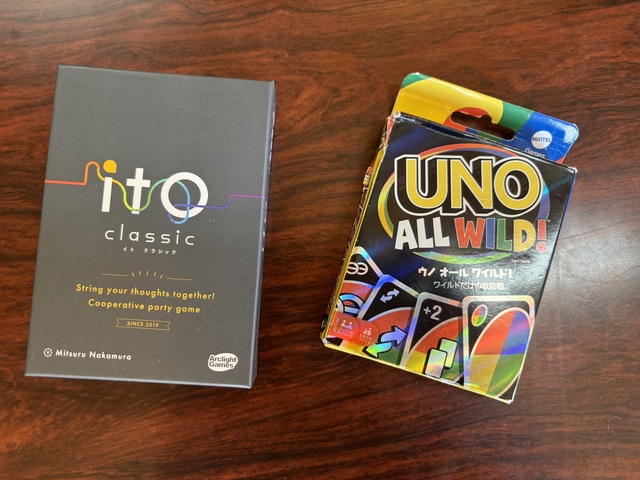 ito
classic
イト クラシック
String your thoughts together!
Cooperative party game
SINCE 2019
Mitsuru Nakamura
Arclight
Games
MATTEL
Games
UNO
ALL WILD!
ウノ オール ワイルド!
ワイルドだけの攻防戦
+2